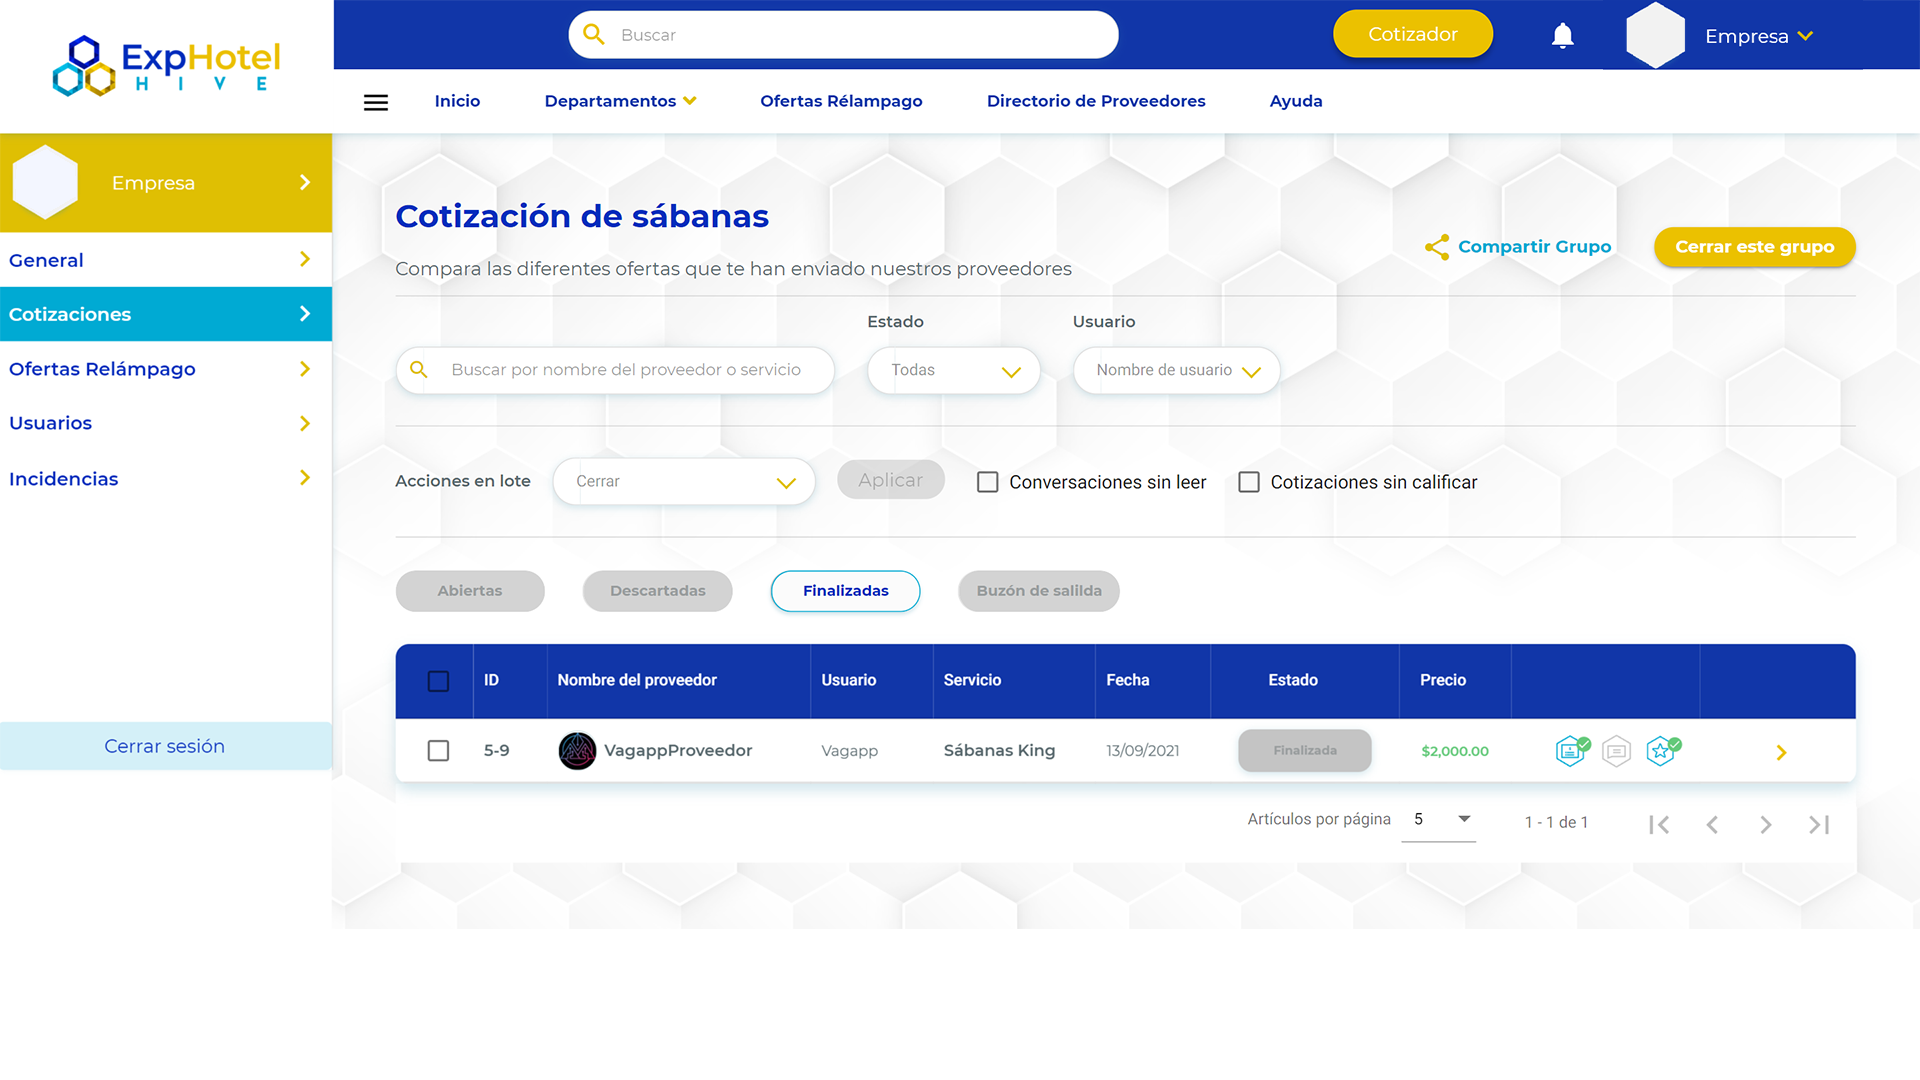 ExpHotel
HIVE
Buscar
Cotizador
Empresa
Inicio
Departamentos
Ofertas Rélampago
Directorio de Proveedores
Ayuda
Empresa
General
Cotizaciones
Ofertas Relámpago
Usuarios
Incidencias
Cerrar sesión
Cotización de sábanas
Compara las diferentes ofertas que te han enviado nuestros proveedores
Compartir Grupo
Cerrar este grupo
Estado
Usuario
Buscar por nombre del proveedor o servicio
Todas
Nombre de usuario
Acciones en lote
Cerrar
Aplicar
Conversaciones sin leer
Cotizaciones sin calificar
Abiertas
Descartadas
Finalizadas
Buzón de salilda
ID
Nombre del proveedor
Usuario
Servicio
Fecha
Estado
Precio
5-9
VagappProveedor
Vagapp
Sábanas King
13/09/2021
Finalizada
$2,000.00
Artículos por página
5
1 - 1 de 1